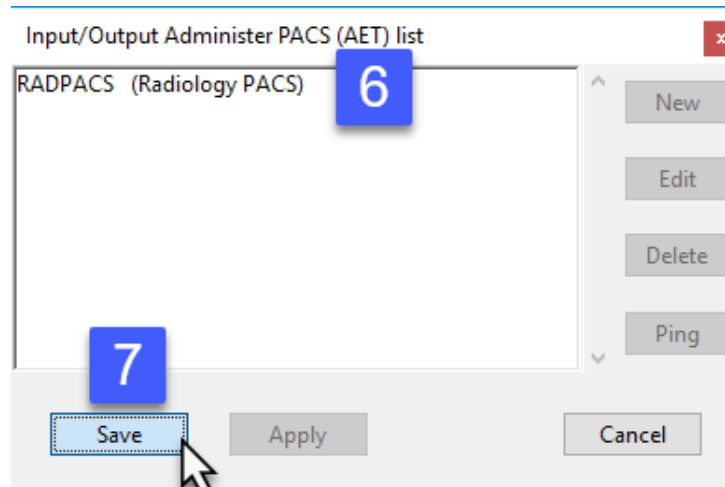 Input/Output Administer PACS (AET) list
x
RADPACS (Radiology PACS)
6
New
Edit
Delete
Ping
7
Save
Apply
Cancel